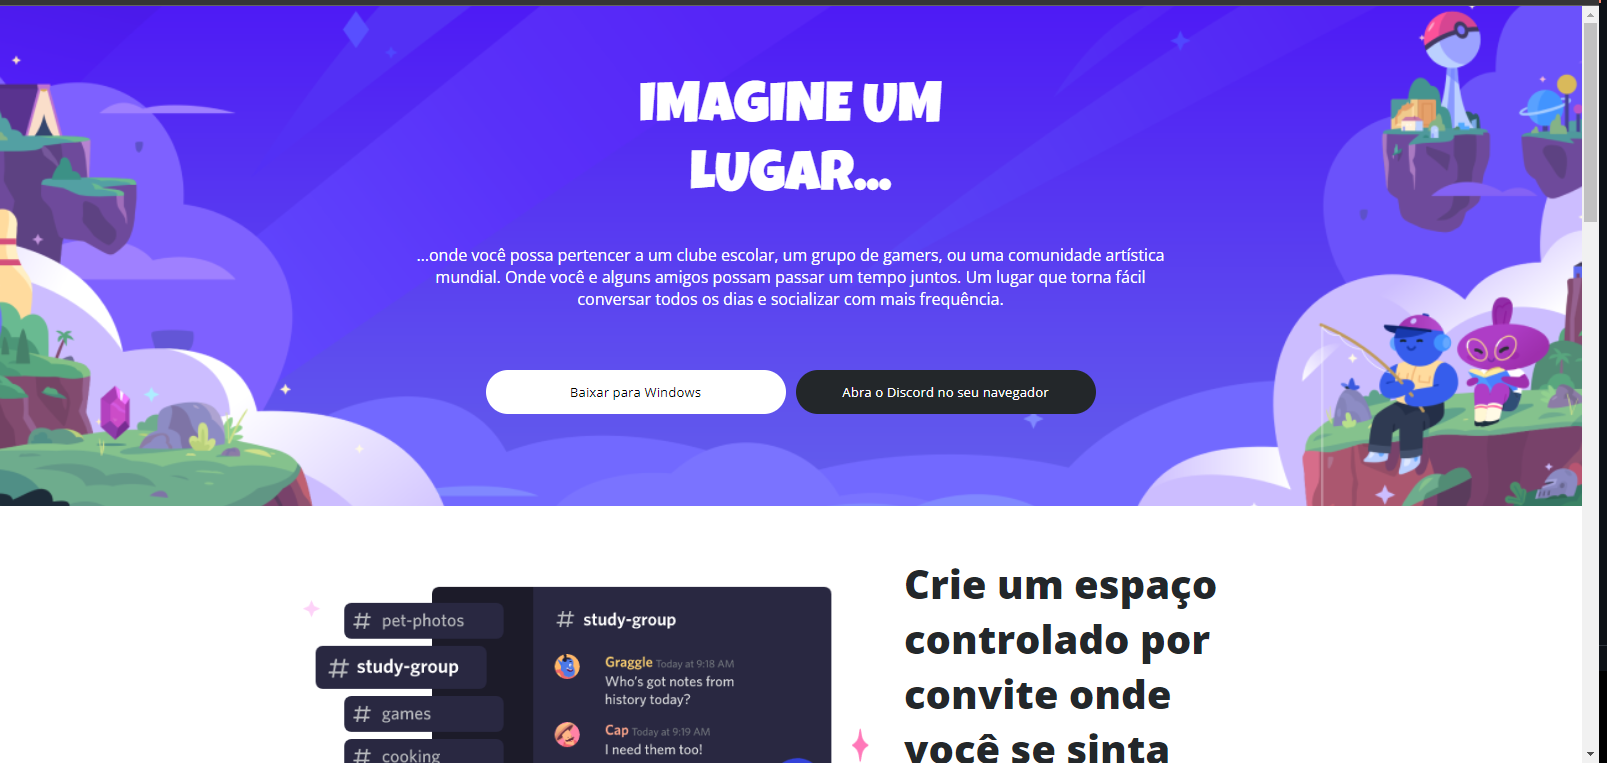 IMAGINE UM
LUGAR...
...onde você possa pertencer a um clube escolar, um grupo de gamers, ou uma comunidade artística
mundial. Onde você e alguns amigos possam passar um tempo juntos. Um lugar que torna fácil
conversar todos os dias e socializar com mais frequência.
Baixar para Windows
Abra o Discord no seu navegador
# pet-photos
# study-group
# games
# cooking
# study-group
Graggle Today at 9:18 AM
Who's got notes from
history today?
Cap Today at 9:19 AM
I need them too!
Crie um espaço
controlado por
convite onde
você se sinta